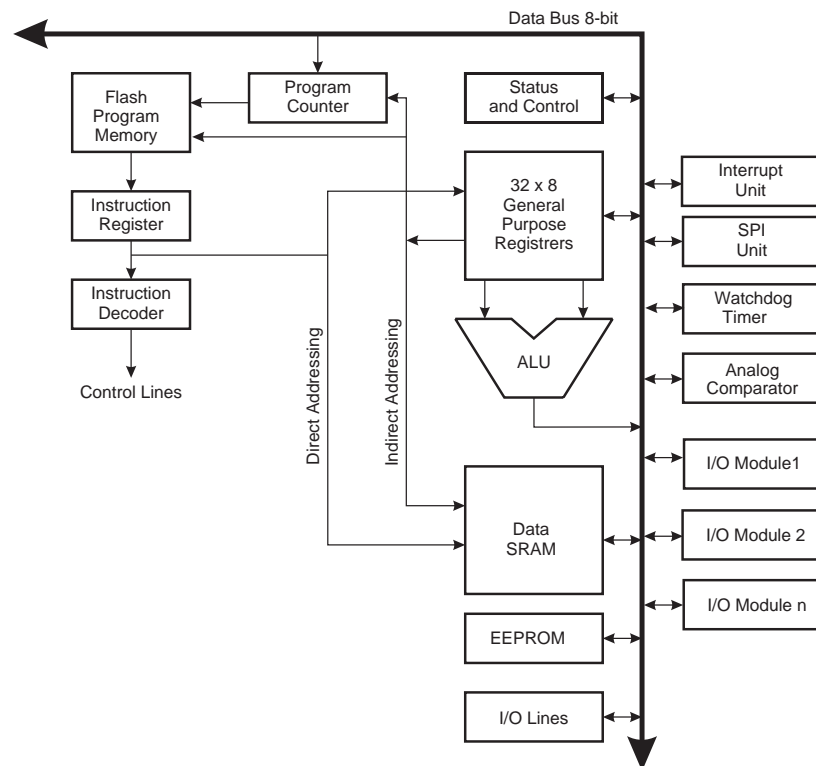 Data Bus 8-bit
Flash
Program
Memory
Program
Counter
Status
and Control
32 x 8
General
Purpose
Registrers
Interrupt
Unit
Instruction
Register
SPI
Unit
Instruction
Decoder
Watchdog
Timer
ALU
Analog
Comparator
Control Lines
Direct Addressing
Indirect Addressing
I/O Module1
Data
SRAM
I/O Module 2
I/O Module n
EEPROM
I/O Lines